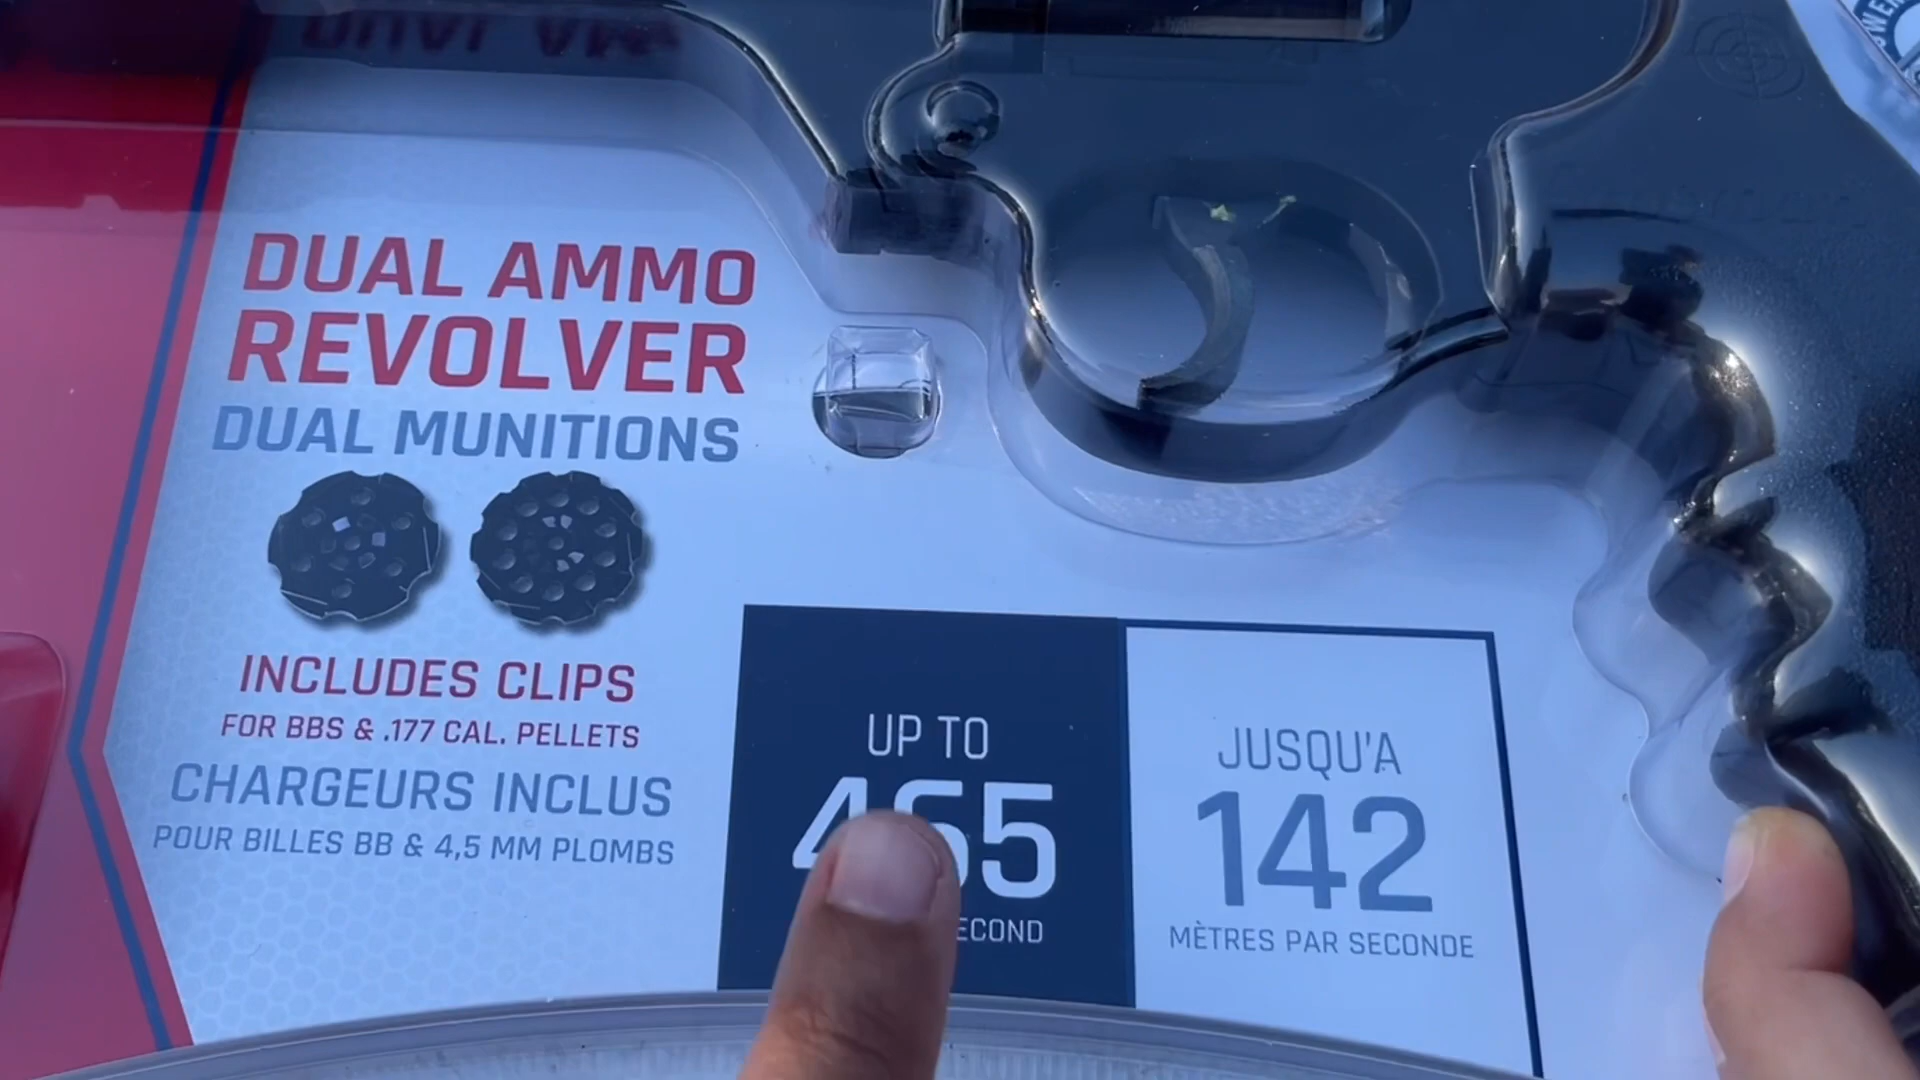 DUAL AMMO
REVOLVER
DUAL MUNITIONS
INCLUDES CLIPS
FOR BBS & .177 CAL. PELLETS
CHARGEURS INCLUS
POUR BILLES BB & 4,5 MM PLOMBS
UP TO
465
JUSQU'A
142
MÈTRES PAR SECONDE